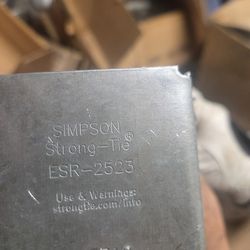 SIMPSON
Strong-Tie®
ESR-2523
Use & Warnings:
strongtie.com/info